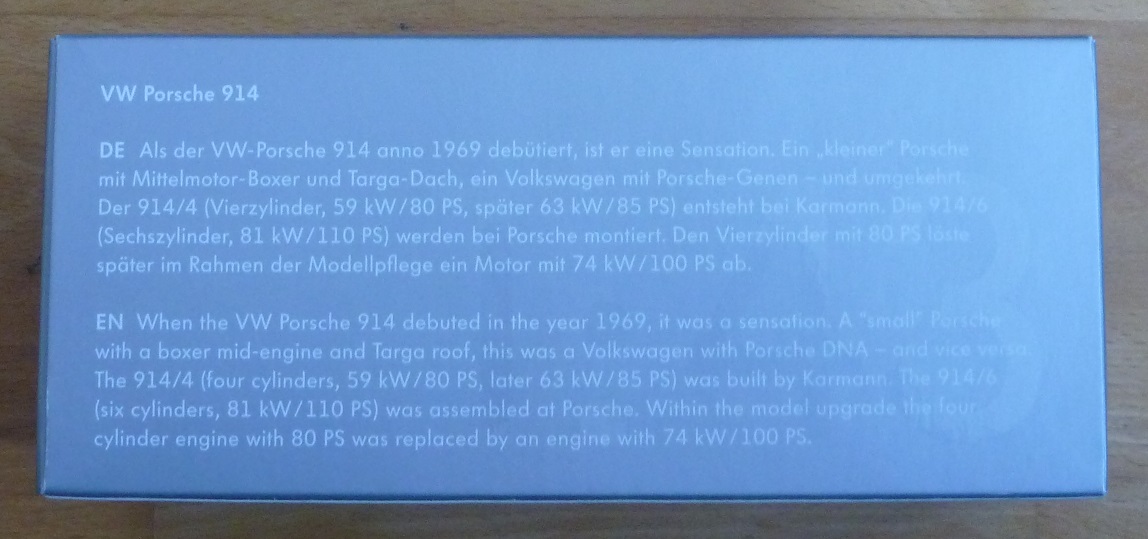 VW Porsche 914
DE Als der VW-Porsche 914 anno 1969 debütiert, ist er eine Sensation. Ein „kleiner“ Porsche
mit Mittelmotor-Boxer und Targa-Dach, ein Volkswagen mit Porsche-Genen – und umgekehrt.
Der 914/4 (Vierzylinder, 59 kW/80 PS, später 63 kW/85 PS) entsteht bei Karmann. Die 914/6
(Sechszylinder, 81 kW/110 PS) werden bei Porsche montiert. Den Vierzylinder mit 80 PS löste
später im Rahmen der Modellpflege ein Motor mit 74 kW/100 PS ab.
EN When the VW Porsche 914 debuted in the year 1969, it was a sensation. A “small” Porsche
with a boxer mid-engine and Targa roof, this was a Volkswagen with Porsche DNA – and vice versa.
The 914/4 (four cylinders, 59 kW/80 PS, later 63 kW/85 PS) was built by Karmann. The 914/6
(six cylinders, 81 kW/110 PS) was assembled at Porsche. Within the model upgrade the four
cylinder engine with 80 PS was replaced by an engine with 74 kW/100 PS.